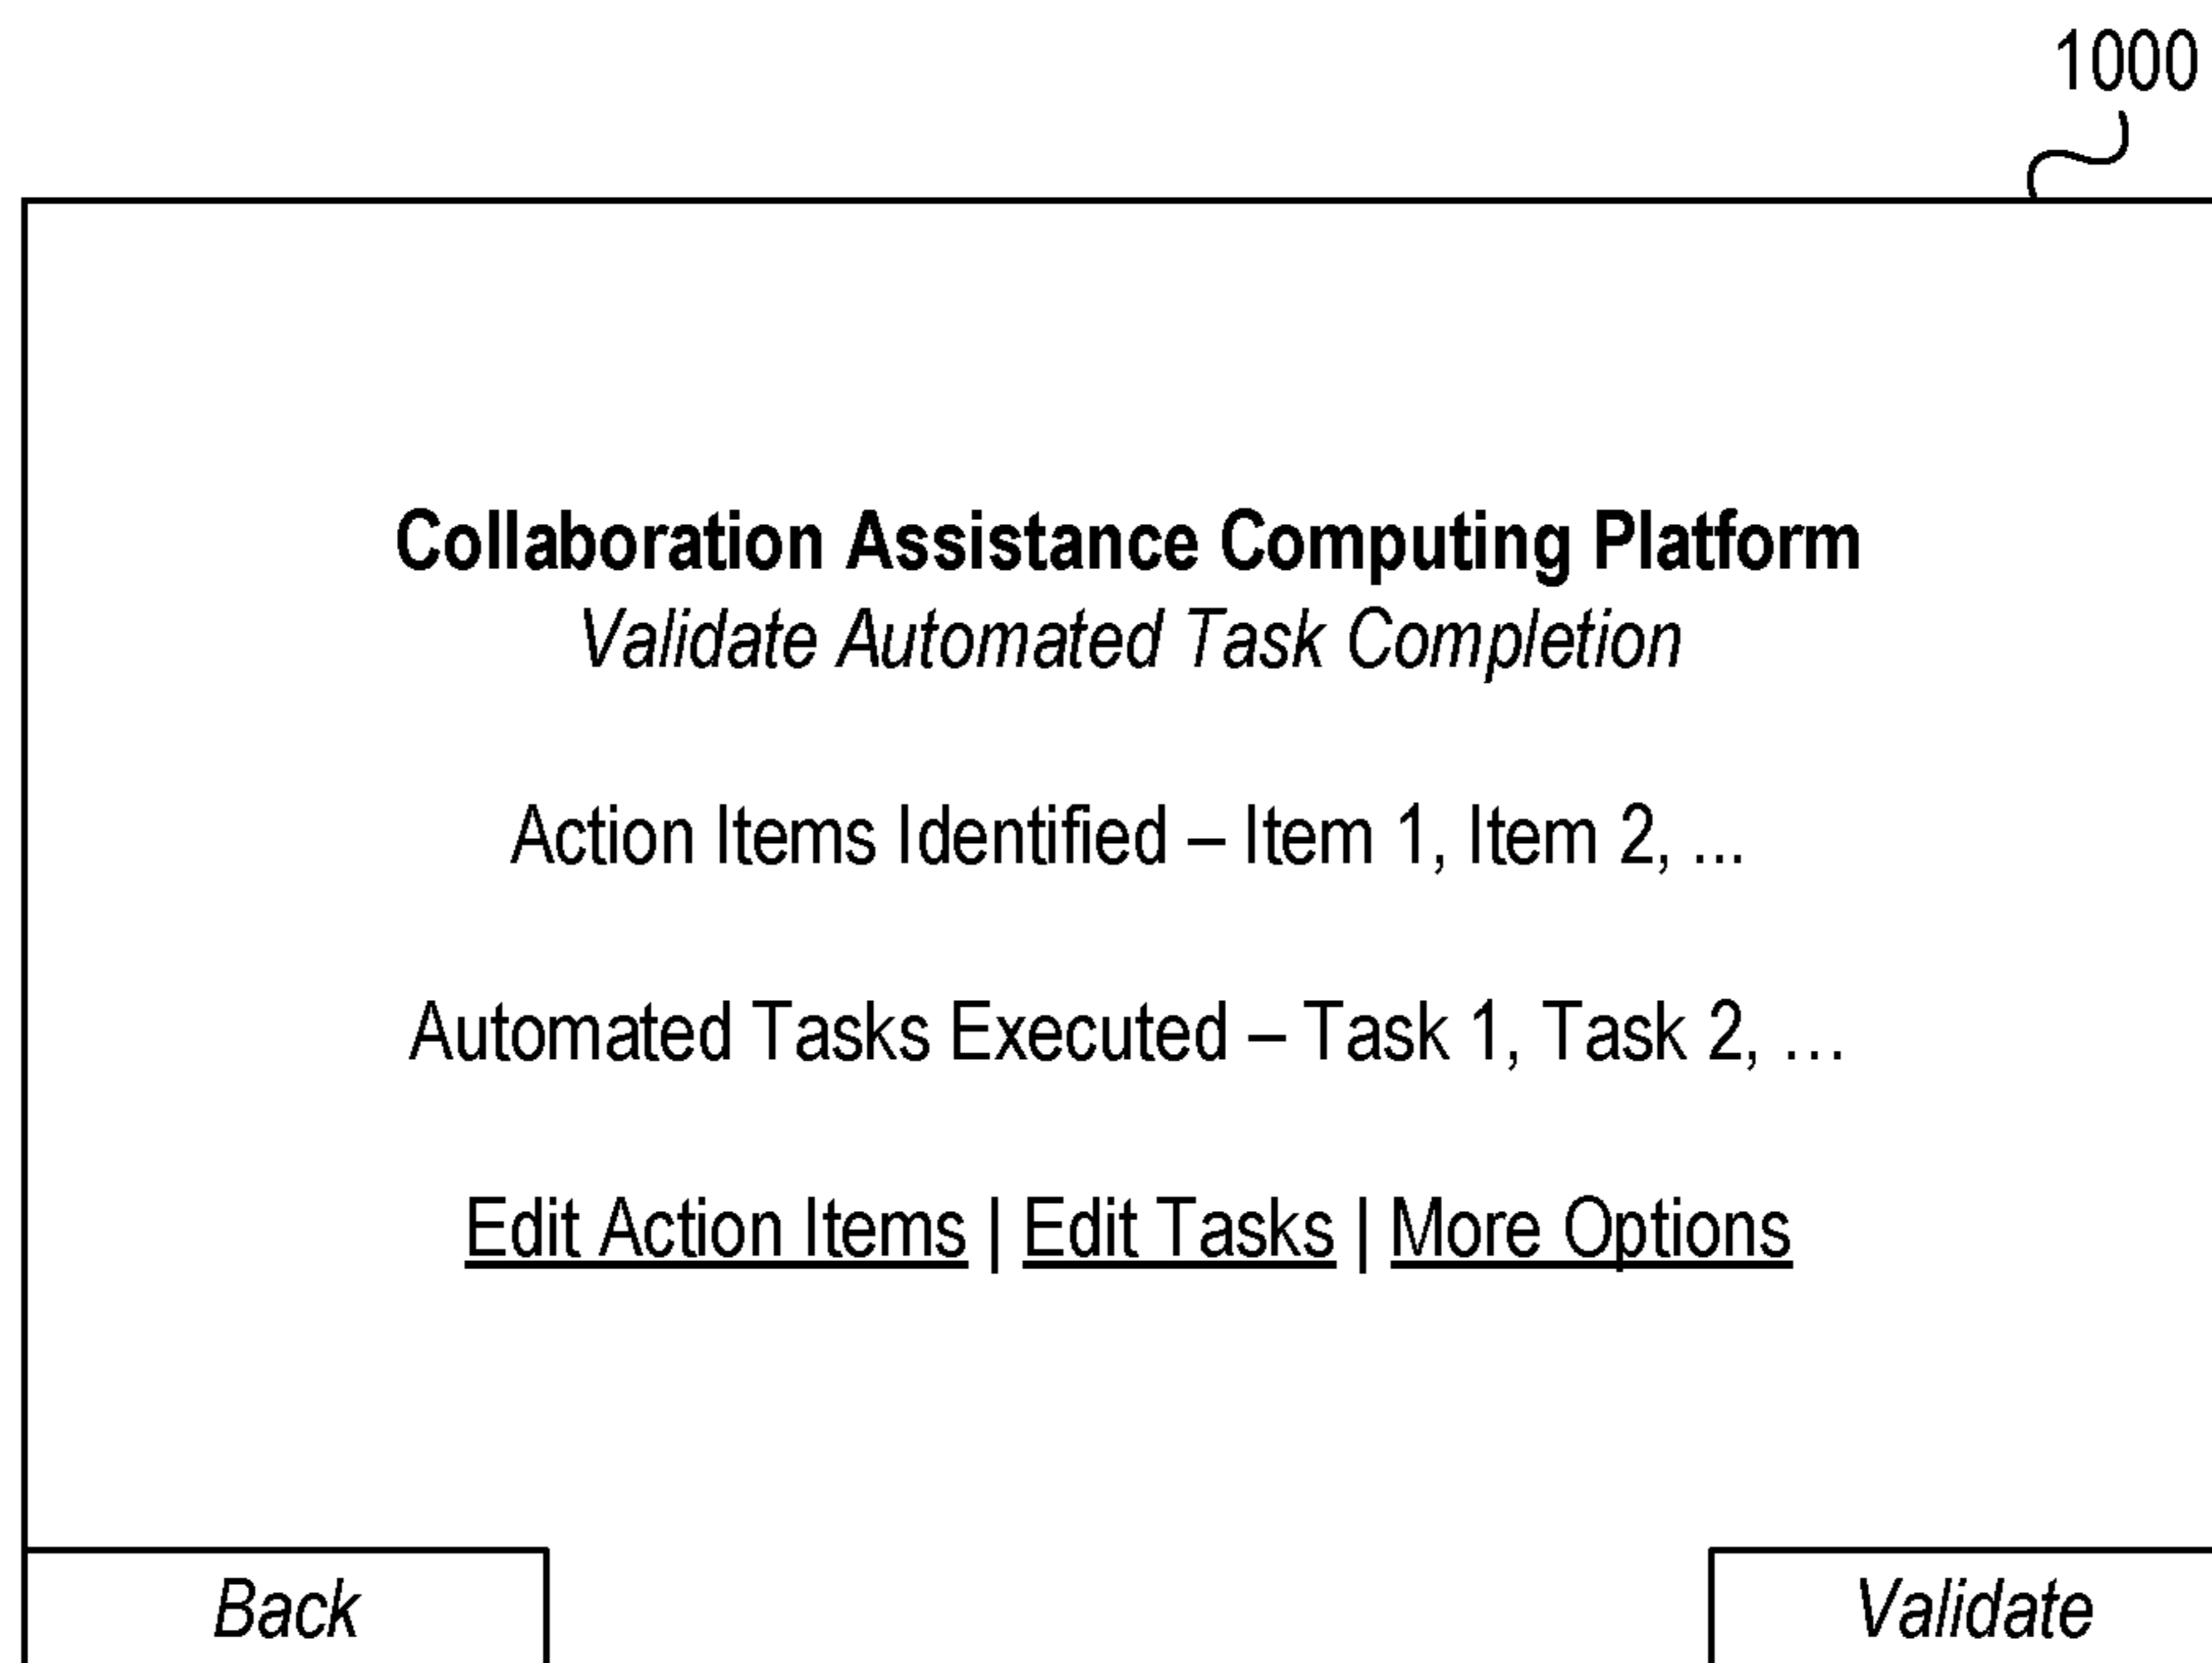 1000
Collaboration Assistance Computing Platform
Validate Automated Task Completion
Action Items Identified – Item 1, Item 2, ...
Automated Tasks Executed – Task 1, Task 2, …
Edit Action Items | Edit Tasks | More Options
Back
Validate